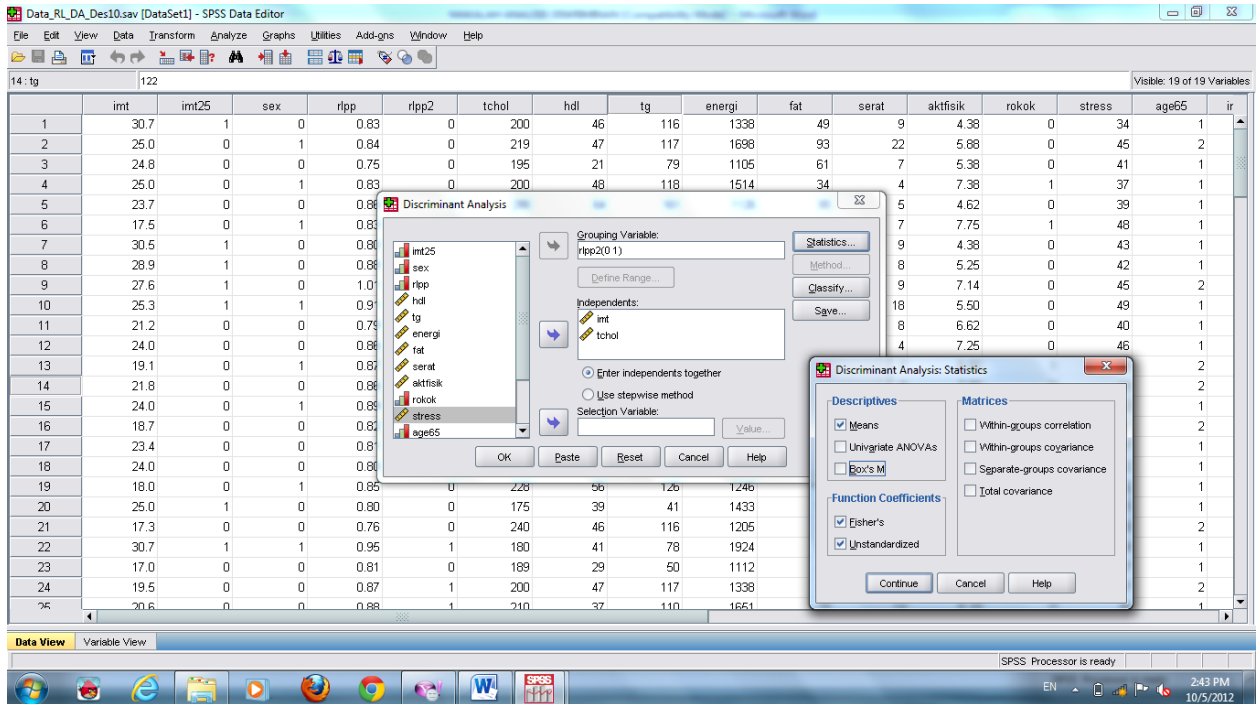 Data_RL_DA_Des10.sav [DataSet1] - SPSS Data Editor
File Edit View Data Transform Analyze Graphs Utilities Add-ons Window Help
14 : tg 122 Visible: 19 of 19 Variables
imt imt25 sex rlpp rlpp2 tchol hdl tg energi fat serat aktfisik rokok stress age65 ir
1 30.7 1 0 0.83 0 200 46 116 1338 49 9 4.38 0 34 1
2 25.0 0 1 0.84 0 219 47 117 1698 93 22 5.88 0 45 2
3 24.8 0 0 0.75 0 195 21 79 1105 61 7 5.38 0 41 1
4 25.0 0 1 0.83 0 200 48 118 1514 34 4 7.38 1 37 1
5 23.7 0 0 5 4.62 0 39 1
6 17.5 0 1 7 7.75 1 48 1
7 30.5 1 0 9 4.38 0 43 1
8 28.9 1 0 8 5.25 0 42 1
9 27.6 1 0 9 7.14 0 45 2
10 25.3 1 1 18 5.50 0 49 1
11 21.2 0 0 8 6.62 0 40 1
12 24.0 0 0 4 7.25 0 46 1
13 19.1 0 1 2
14 21.8 0 0 2
15 24.0 0 1 1
16 18.7 0 0 2
17 23.4 0 0 1
18 24.0 0 0 1
19 18.0 0 1 0.85 0 228 56 126 1246 1
20 25.0 1 0 0.80 0 175 39 41 1433 1
21 17.3 0 0 0.76 0 240 46 116 1205 2
22 30.7 1 1 0.95 1 180 41 78 1924 1
23 17.0 0 0 0.81 0 189 29 50 1112 1
24 19.5 0 0 0.87 1 200 47 117 1338 2
25 20.6 0 0 0.88 1 210 37 110 1651 1
Discriminant Analysis
imt25
sex
rlpp
hdl
tg
energi
fat
serat
aktfisik
rokok
stress
age65
Grouping Variable:
rlpp2(0 1)
Define Range...
Independents:
imt
tchol
Enter independents together
Use stepwise method
Selection Variable:
Value...
Statistics...
Method...
Classify...
Save...
OK Paste Reset Cancel Help
Discriminant Analysis: Statistics
Descriptives
Means
Univariate ANOVAs
Box's M
Function Coefficients
Fisher's
Unstandardized
Matrices
Within-groups correlation
Within-groups covariance
Separate-groups covariance
Total covariance
Continue Cancel Help
Data View Variable View
SPSS Processor is ready
W SPSS EN 2:43 PM
10/5/2012